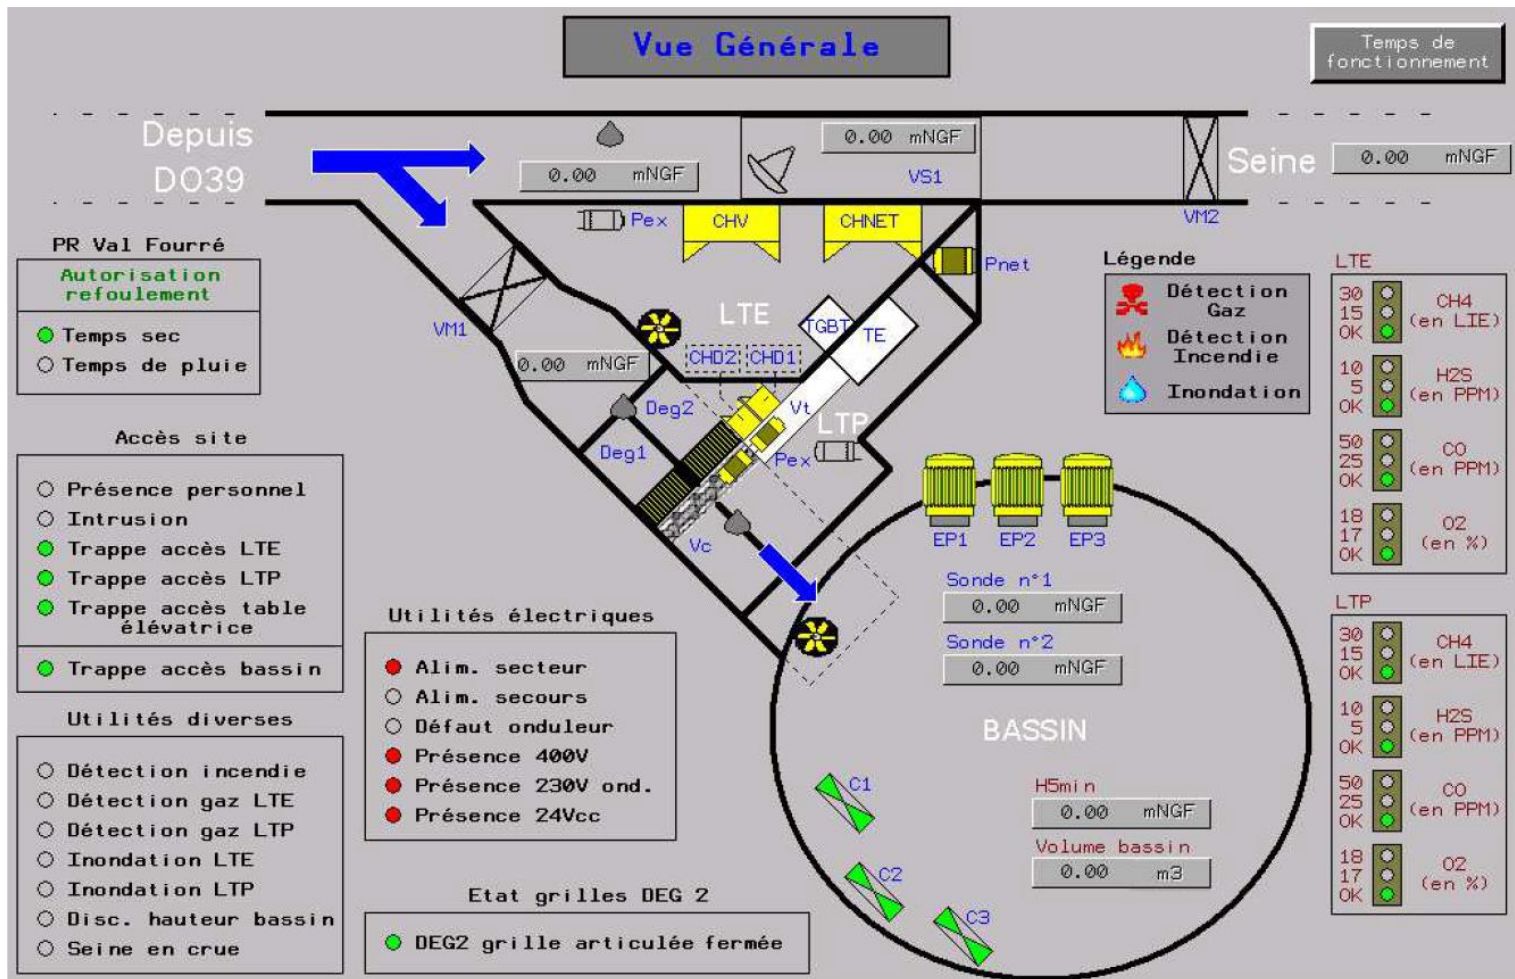 Vue Générale
Temps de
fonctionnement
Depuis
DO39
0.00 mNGF
0.00 mNGF
VS1
Seine
0.00 mNGF
VM2
Pex
CHV
CHNET
Pnet
PR Val Fourré
Autorisation
refoulement
Temps sec
Temps de pluie
VM1
0.00 mNGF
LTE
TGBT
TE
CHD2
CHD1
Deg2
Deg1
Vt
LTP
Pex
Vc
Légende
Détection
Gaz
Détection
Incendie
Inondation
Accès site
Présence personnel
Intrusion
Trappe accès LTE
Trappe accès LTP
Trappe accès table
élévatrice
Trappe accès bassin
Utilités diverses
Détection incendie
Détection gaz LTE
Détection gaz LTP
Inondation LTE
Inondation LTP
Disc. hauteur bassin
Seine en crue
Utilités électriques
Alim. secteur
Alim. secours
Défaut onduleur
Présence 400V
Présence 230V ond.
Présence 24Vcc
Etat grilles DEG 2
DEG2 grille articulée fermée
EP1
EP2
EP3
Sonde n°1
0.00 mNGF
Sonde n°2
0.00 mNGF
BASSIN
C1
C2
C3
H5min
0.00 mNGF
Volume bassin
0.00 m3
LTE
30
15
OK
CH4
(en LIE)
10
5
OK
H2S
(en PPM)
50
25
OK
CO
(en PPM)
18
17
OK
O2
(en %)
LTP
30
15
OK
CH4
(en LIE)
10
5
OK
H2S
(en PPM)
50
25
OK
CO
(en PPM)
18
17
OK
O2
(en %)